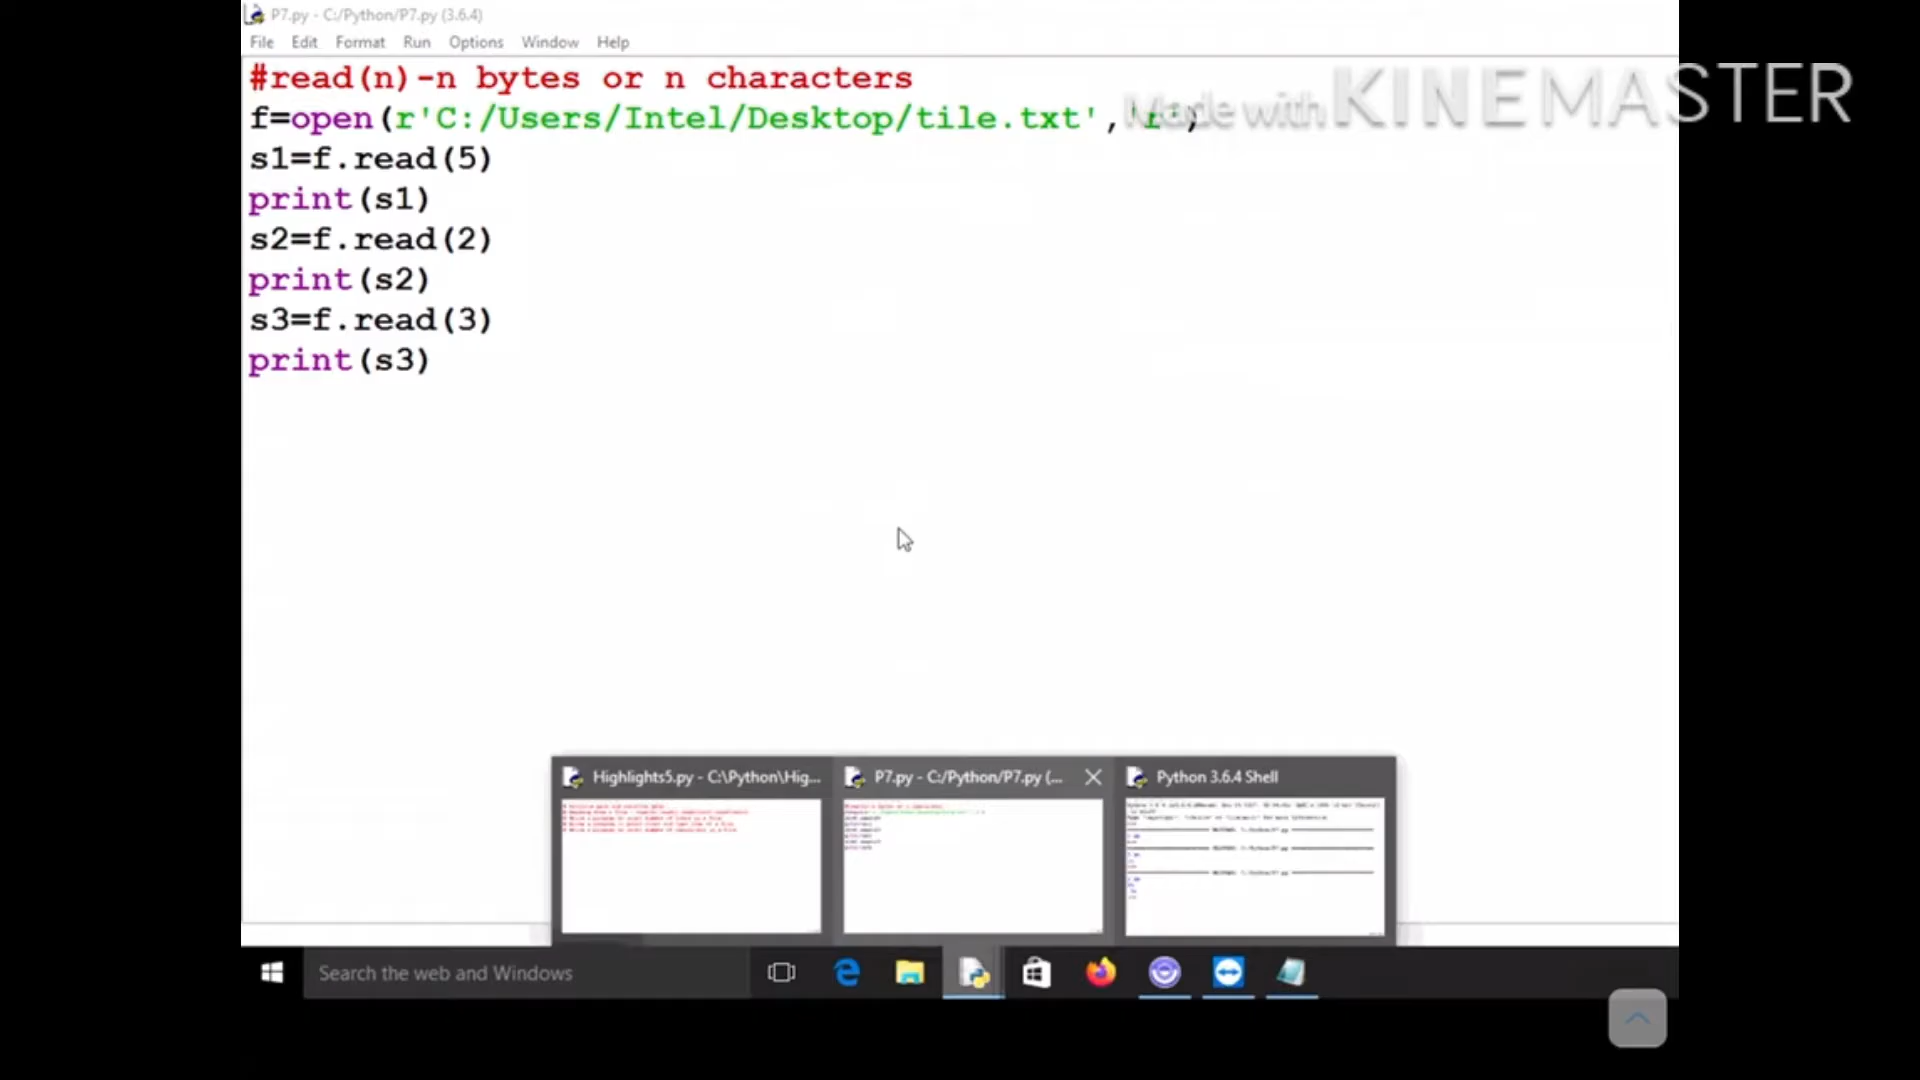 P7.py - C:/Python/P7.py (3.6.4)
File Edit Format Run Options Window Help
#read(n)-n bytes or n characters
f=open(r'C:/Users/Intel/Desktop/tile.txt','r')
Made with KINEMASTER
s1=f.read(5)
print(s1)
s2=f.read(2)
print(s2)
s3=f.read(3)
print(s3)
Highlights5.py - C:\Python\Hig...
P7.py - C:/Python/P7.py (...
Python 3.6.4 Shell
Search the web and Windows